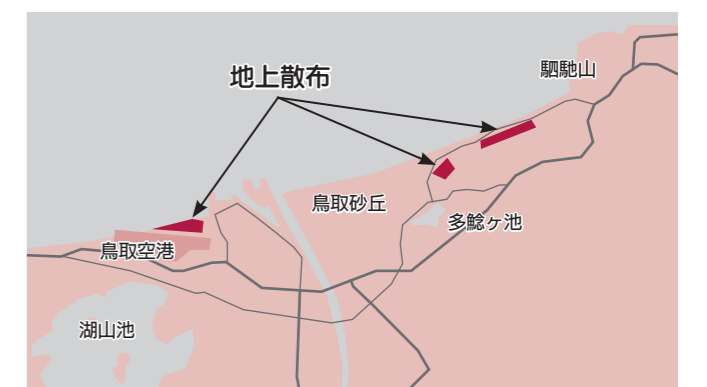 地上散布
駟馳山
鳥取砂丘
多鯰ヶ池
鳥取空港
湖山池